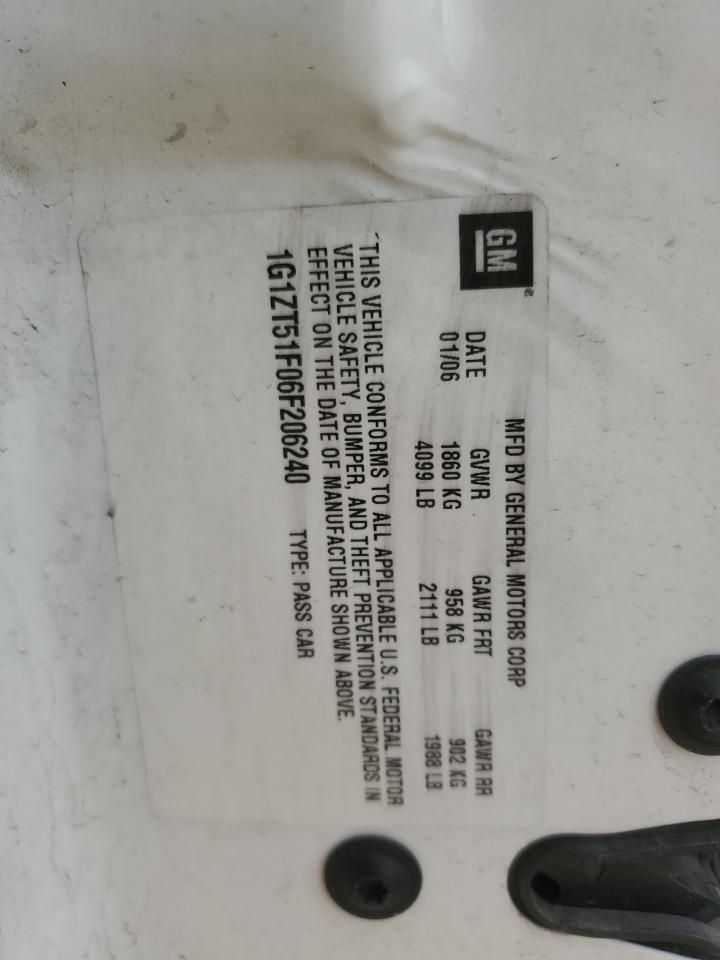 GM
MFD BY GENERAL MOTORS CORP
DATE GVWR GAWR FRT GAWR RR
01/06 1860 KG 958 KG 902 KG
4099 LB 2111 LB 1988 LB
THIS VEHICLE CONFORMS TO ALL APPLICABLE U.S. FEDERAL MOTOR
VEHICLE SAFETY, BUMPER, AND THEFT PREVENTION STANDARDS IN
EFFECT ON THE DATE OF MANUFACTURE SHOWN ABOVE.
1G1ZT51F06F206240 TYPE: PASS CAR